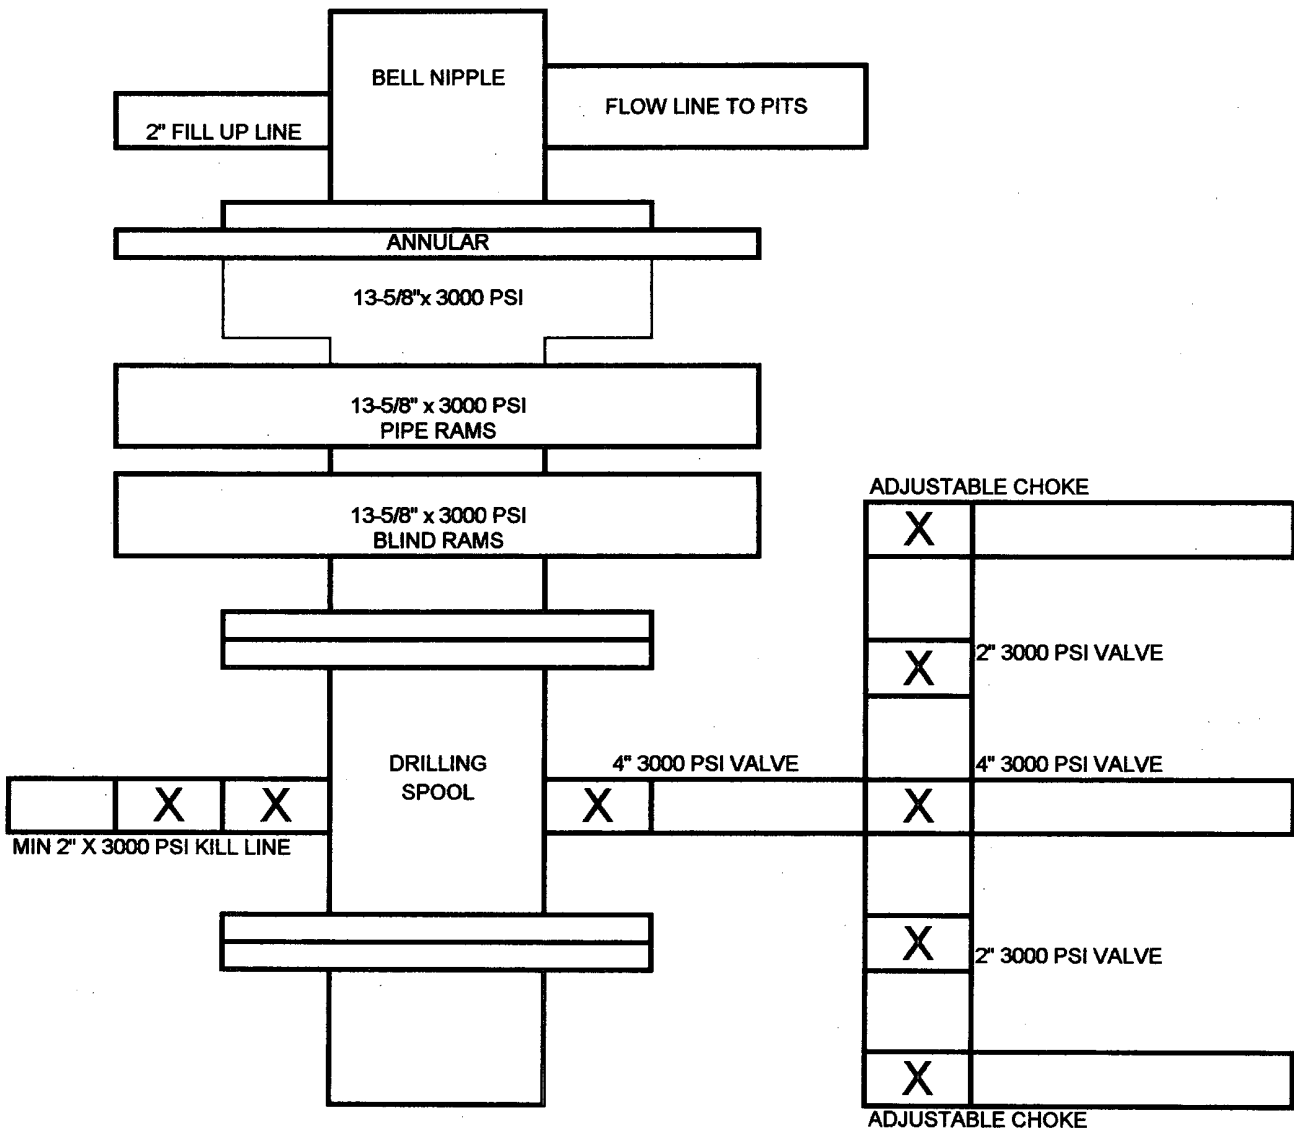 BELL NIPPLE
FLOW LINE TO PITS
2" FILL UP LINE
ANNULAR
13-5/8"x 3000 PSI
13-5/8" x 3000 PSI
PIPE RAMS
13-5/8" x 3000 PSI
BLIND RAMS
ADJUSTABLE CHOKE
X
X
2" 3000 PSI VALVE
DRILLING
SPOOL
4" 3000 PSI VALVE
4" 3000 PSI VALVE
X
X
X
X
MIN 2" X 3000 PSI KILL LINE
X
2" 3000 PSI VALVE
X
ADJUSTABLE CHOKE